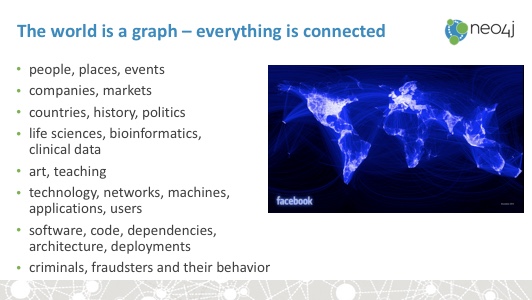 The world is a graph – everything is connected
neo4j
• people, places, events
• companies, markets
• countries, history, politics
• life sciences, bioinformatics,
clinical data
• art, teaching
• technology, networks, machines,
applications, users
• software, code, dependencies,
architecture, deployments
• criminals, fraudsters and their behavior
facebook